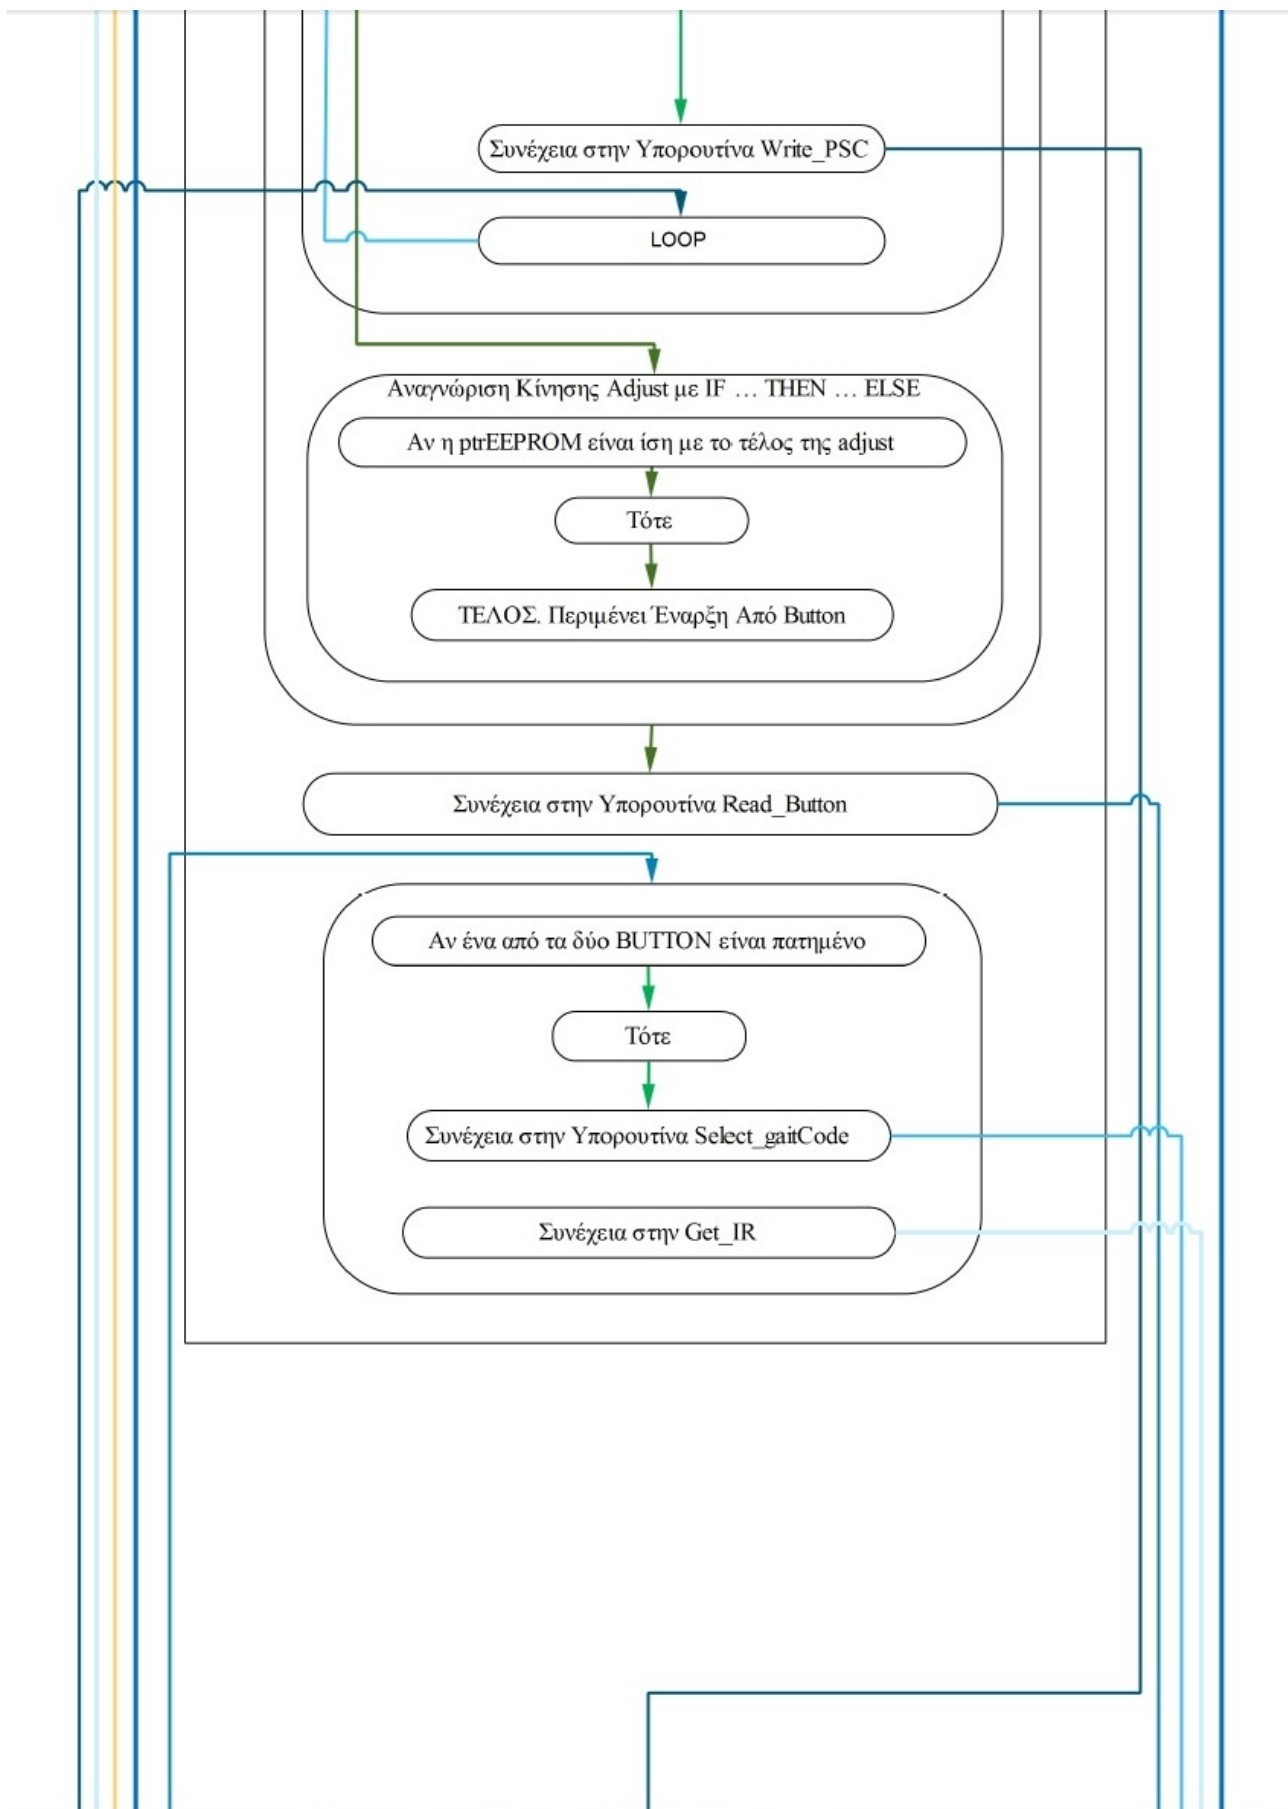 Συνέχεια στην Υπορουτίνα Write_PSC
LOOP
Αναγνώριση Κίνησης Adjust με IF … THEN … ELSE
Αν η ptrEEPROM είναι ίση με το τέλος της adjust
Τότε
ΤΕΛΟΣ. Περιμένει Έναρξη Από Button
Συνέχεια στην Υπορουτίνα Read_Button
Αν ένα από τα δύο BUTTON είναι πατημένο
Τότε
Συνέχεια στην Υπορουτίνα Select_gaitCode
Συνέχεια στην Get_IR